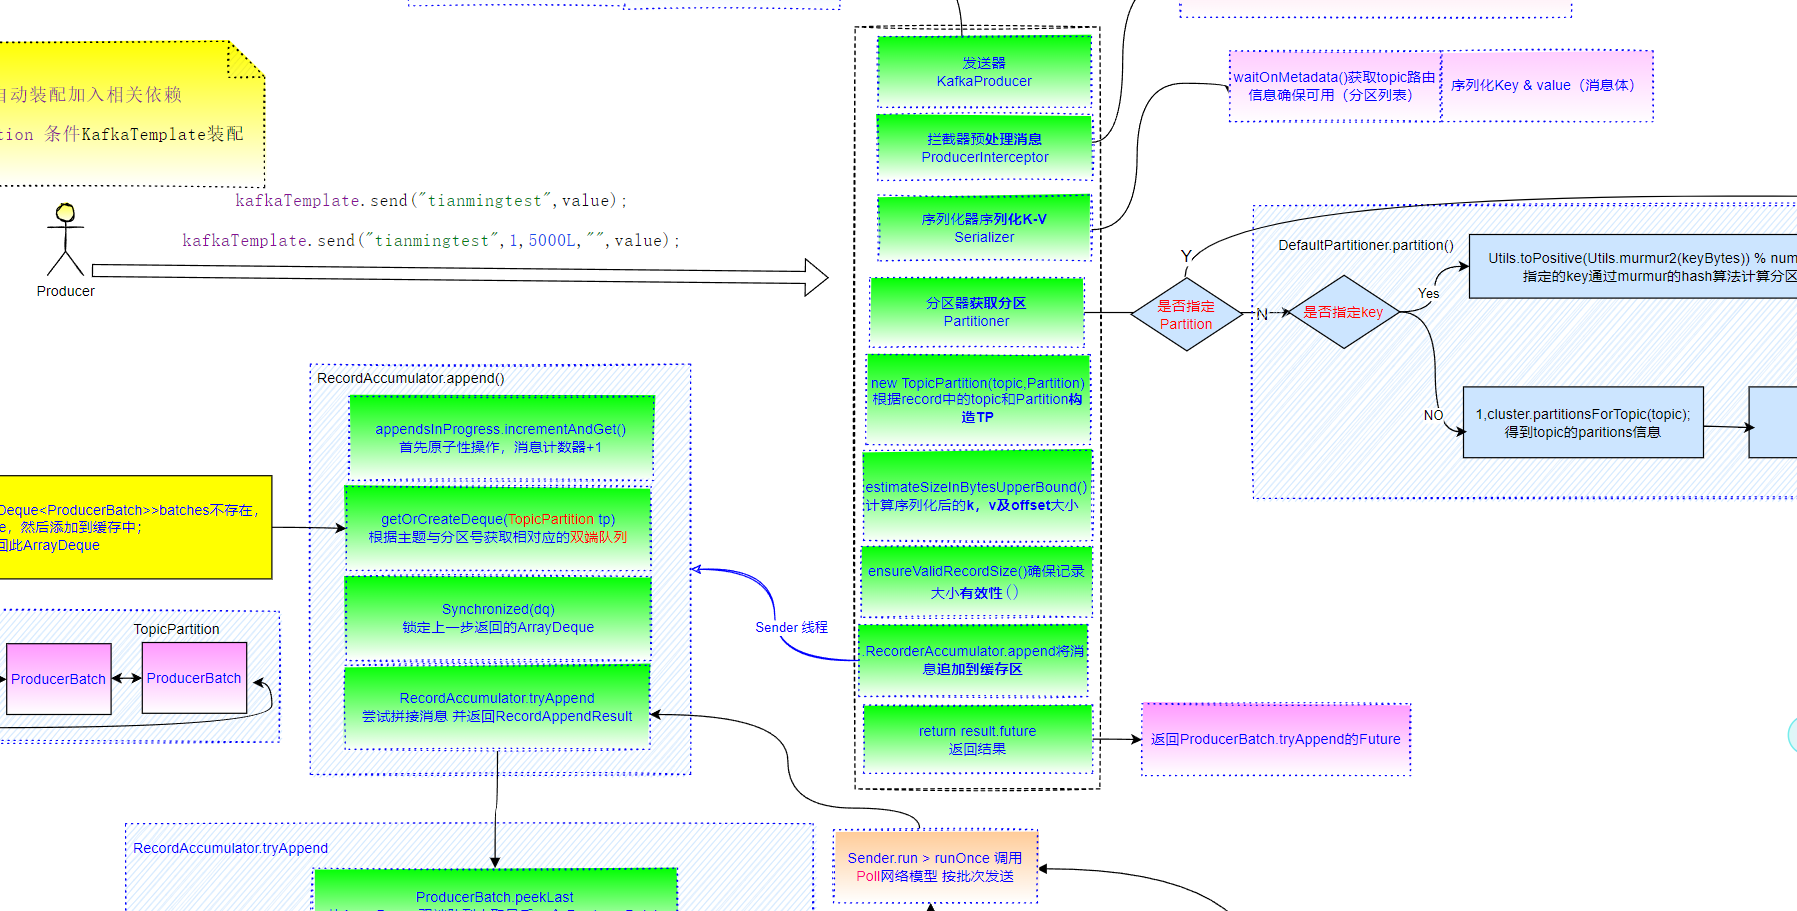 自动装配加入相关依赖
tion 条件KafkaTemplate装配
Producer
kafkaTemplate.send("tianmingtest",value);
kafkaTemplate.send("tianmingtest",1,5000L,"",value);
发送器
KafkaProducer
拦截器预处理消息
ProducerInterceptor
序列化器序列化K-V
Serializer
分区器获取分区
Partitioner
new TopicPartition(topic,Partition)
根据record中的topic和Partition构
造TP
estimateSizeInBytesUpperBound()
计算序列化后的k，v及offset大小
ensureValidRecordSize()确保记录
大小有效性()
.RecorderAccumulator.append将消
息追加到缓存区
return result.future
返回结果
waitOnMetadata()获取topic路由
信息确保可用（分区列表）
序列化Key & value（消息体）
Y
是否指定
Partition
N
DefaultPartitioner.partition()
是否指定key
Yes
Utils.toPositive(Utils.murmur2(keyBytes)) % num
指定的key通过murmur的hash算法计算分区
NO
1,cluster.partitionsForTopic(topic);
得到topic的paritions信息
返回ProducerBatch.tryAppend的Future
RecordAccumulator.append()
appendsInProgress.incrementAndGet()
首先原子性操作，消息计数器+1
getOrCreateDeque(TopicPartition tp)
根据主题与分区号获取相对应的双端队列
Synchronized(dq)
锁定上一步返回的ArrayDeque
RecordAccumulator.tryAppend
尝试拼接消息 并返回RecordAppendResult
Sender 线程
Deque<ProducerBatch>>batches不存在，
e，然后添加到缓存中；
回此ArrayDeque
TopicPartition
ProducerBatch
ProducerBatch
RecordAccumulator.tryAppend
ProducerBatch.peekLast
Sender.run > runOnce 调用
Poll网络模型 按批次发送